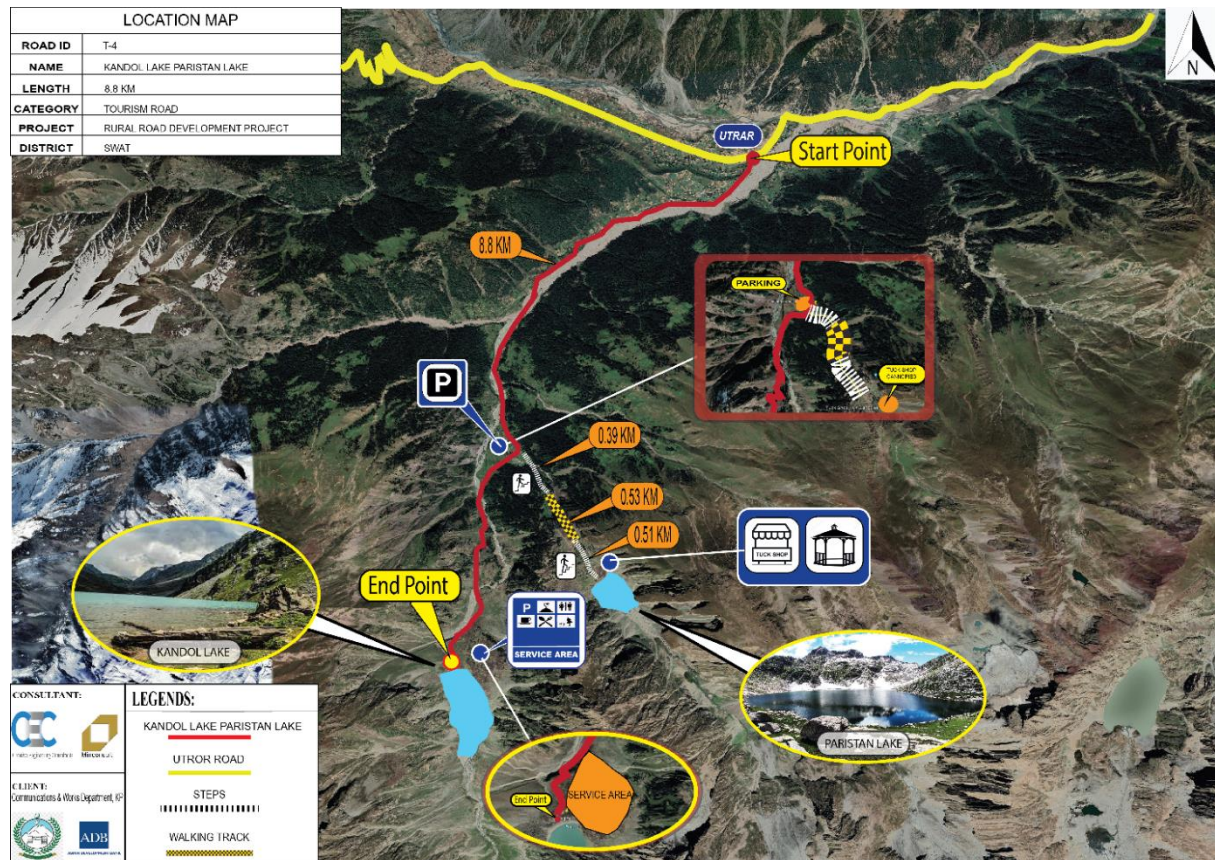 LOCATION MAP
ROAD ID T-4
NAME KANDOL LAKE PARISTAN LAKE
LENGTH 8.8 KM
CATEGORY TOURISM ROAD
PROJECT RURAL ROAD DEVELOPMENT PROJECT
DISTRICT SWAT
N
UTRAR
Start Point
8.8 KM
PARKING
TUCK SHOP
P
0.39 KM
0.53 KM
0.51 KM
TUCK SHOP
End Point
P
SERVICE AREA
KANDOL LAKE
PARISTAN LAKE
SERVICE AREA
End Point
CONSULTANT:
CEC
CLIENT:
Communications & Works Department, KP
ADB
LEGENDS:
KANDOL LAKE PARISTAN LAKE
UTROR ROAD
STEPS
WALKING TRACK